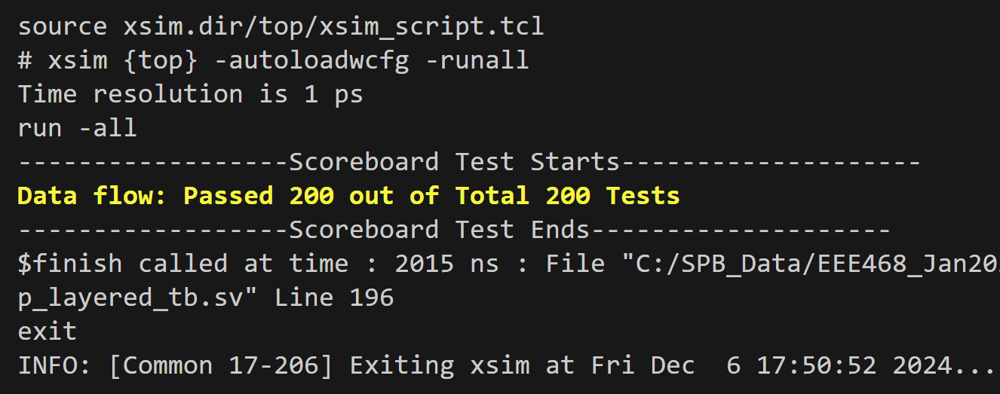 source xsim.dir/top/xsim_script.tcl
# xsim {top} -autoloadwcfg -runall
Time resolution is 1 ps
run -all
------------------Scoreboard Test Starts--------------------
Data flow: Passed 200 out of Total 200 Tests
------------------Scoreboard Test Ends--------------------
$finish called at time : 2015 ns : File "C:/SPB_Data/EEE468_Jan20
p_layered_tb.sv" Line 196
exit
INFO: [Common 17-206] Exiting xsim at Fri Dec  6 17:50:52 2024...